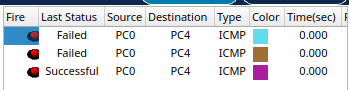 Fire Last Status Source Destination Type Color Time(sec)
Failed PC0 PC4 ICMP 0.000
Failed PC0 PC4 ICMP 0.000
Successful PC0 PC4 ICMP 0.000